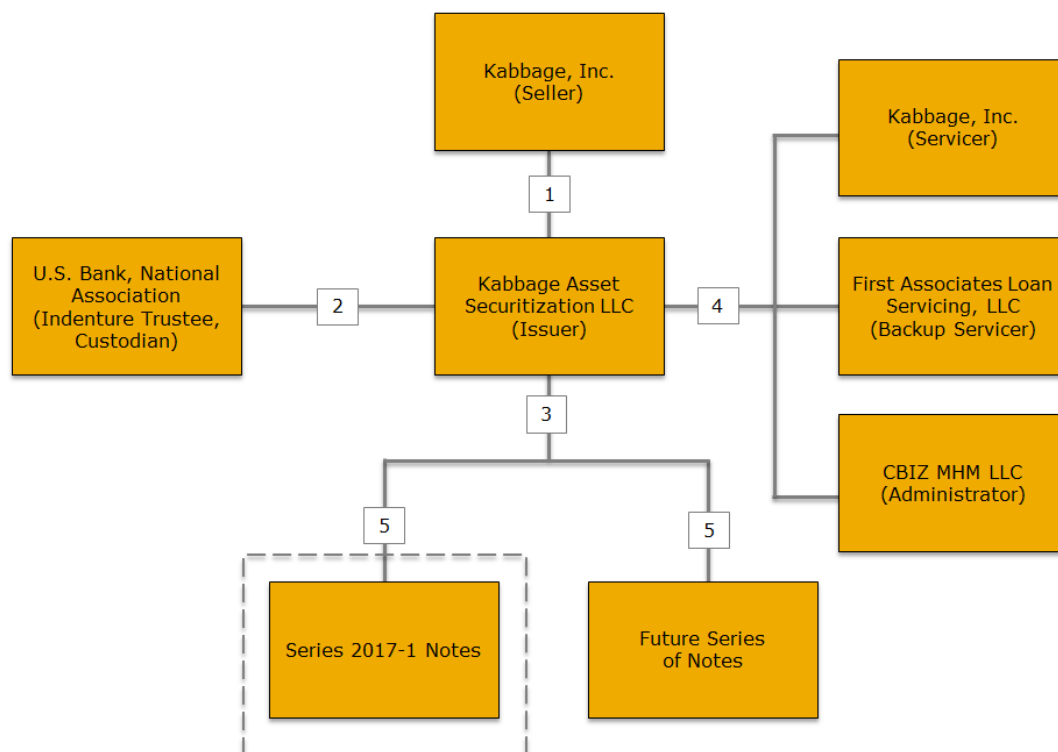 Kabbage, Inc.
(Seller)
Kabbage, Inc.
(Servicer)
1
U.S. Bank, National
Association
(Indenture Trustee,
Custodian)
2
Kabbage Asset
Securitization LLC
(Issuer)
4
First Associates Loan
Servicing, LLC
(Backup Servicer)
3
CBIZ MHM LLC
(Administrator)
5
5
Series 2017-1 Notes
Future Series
of Notes